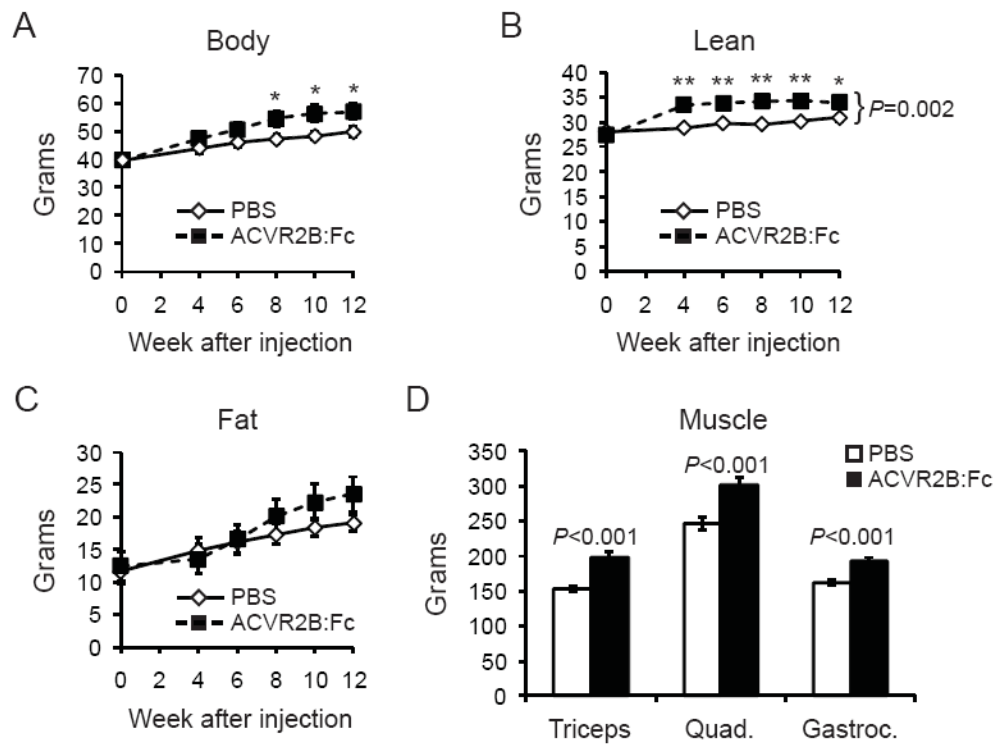 A
Body
70
60
50
40
30
20
10
0
Grams
* * *
PBS
ACVR2B:Fc
0 2 4 6 8 10 12
Week after injection
B
Lean
40
35
30
25
20
15
10
5
0
Grams
** ** ** ** *
}P=0.002
PBS
ACVR2B:Fc
0 2 4 6 8 10 12
Week after injection
C
Fat
30
25
20
15
10
5
0
Grams
PBS
ACVR2B:Fc
0 2 4 6 8 10 12
Week after injection
D
Muscle
350
300
250
200
150
100
50
0
Grams
PBS
ACVR2B:Fc
P<0.001
P<0.001
P<0.001
Triceps Quad. Gastroc.